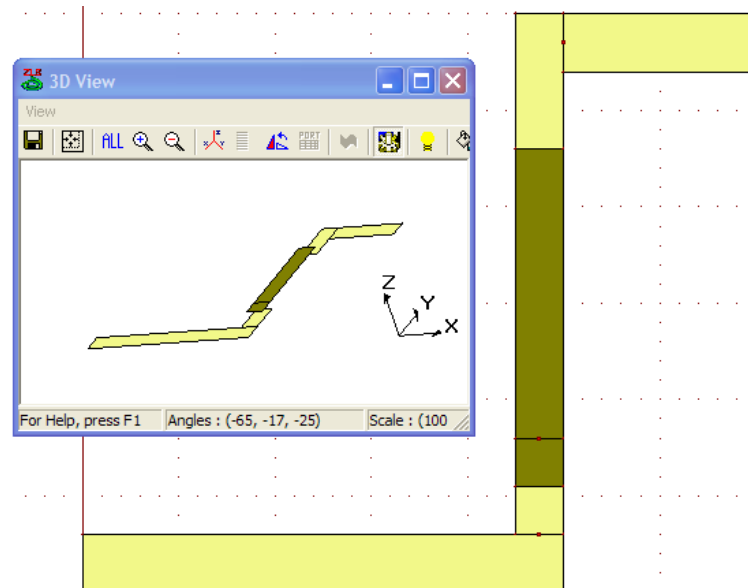 3D View
View
ALL
PORT
Z
Y
X
For Help, press F1
Angles : (-65, -17, -25)
Scale : (100